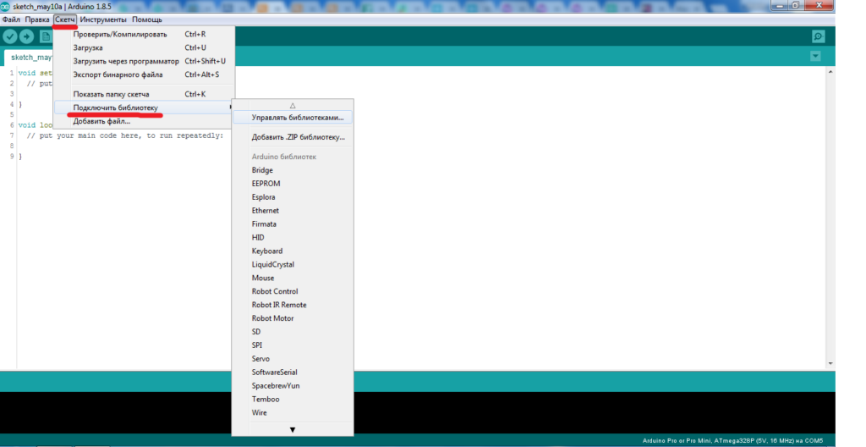 sketch_may10a | Arduino 1.8.5
Файл Правка Скетч Инструменты Помощь
Проверить/Компилировать Ctrl+R
Загрузка Ctrl+U
Загрузить через программатор Ctrl+Shift+U
Экспорт бинарного файла Ctrl+Alt+S
Показать папку скетча Ctrl+K
Подключить библиотеку
Добавить файл...
sketch_may
1 void set
2 // put
3
4 }
5
6 void loo
7 // put your main code here, to run repeatedly:
8
9 }
Управлять библиотеками...
Добавить .ZIP библиотеку...
Arduino библиотек
Bridge
EEPROM
Esplora
Ethernet
Firmata
HID
Keyboard
LiquidCrystal
Mouse
Robot Control
Robot IR Remote
Robot Motor
SD
SPI
Servo
SoftwareSerial
SpacebrewYun
Temboo
Wire
Arduino Pro or Pro Mini, ATmega328P (5V, 16 MHz) на COM5